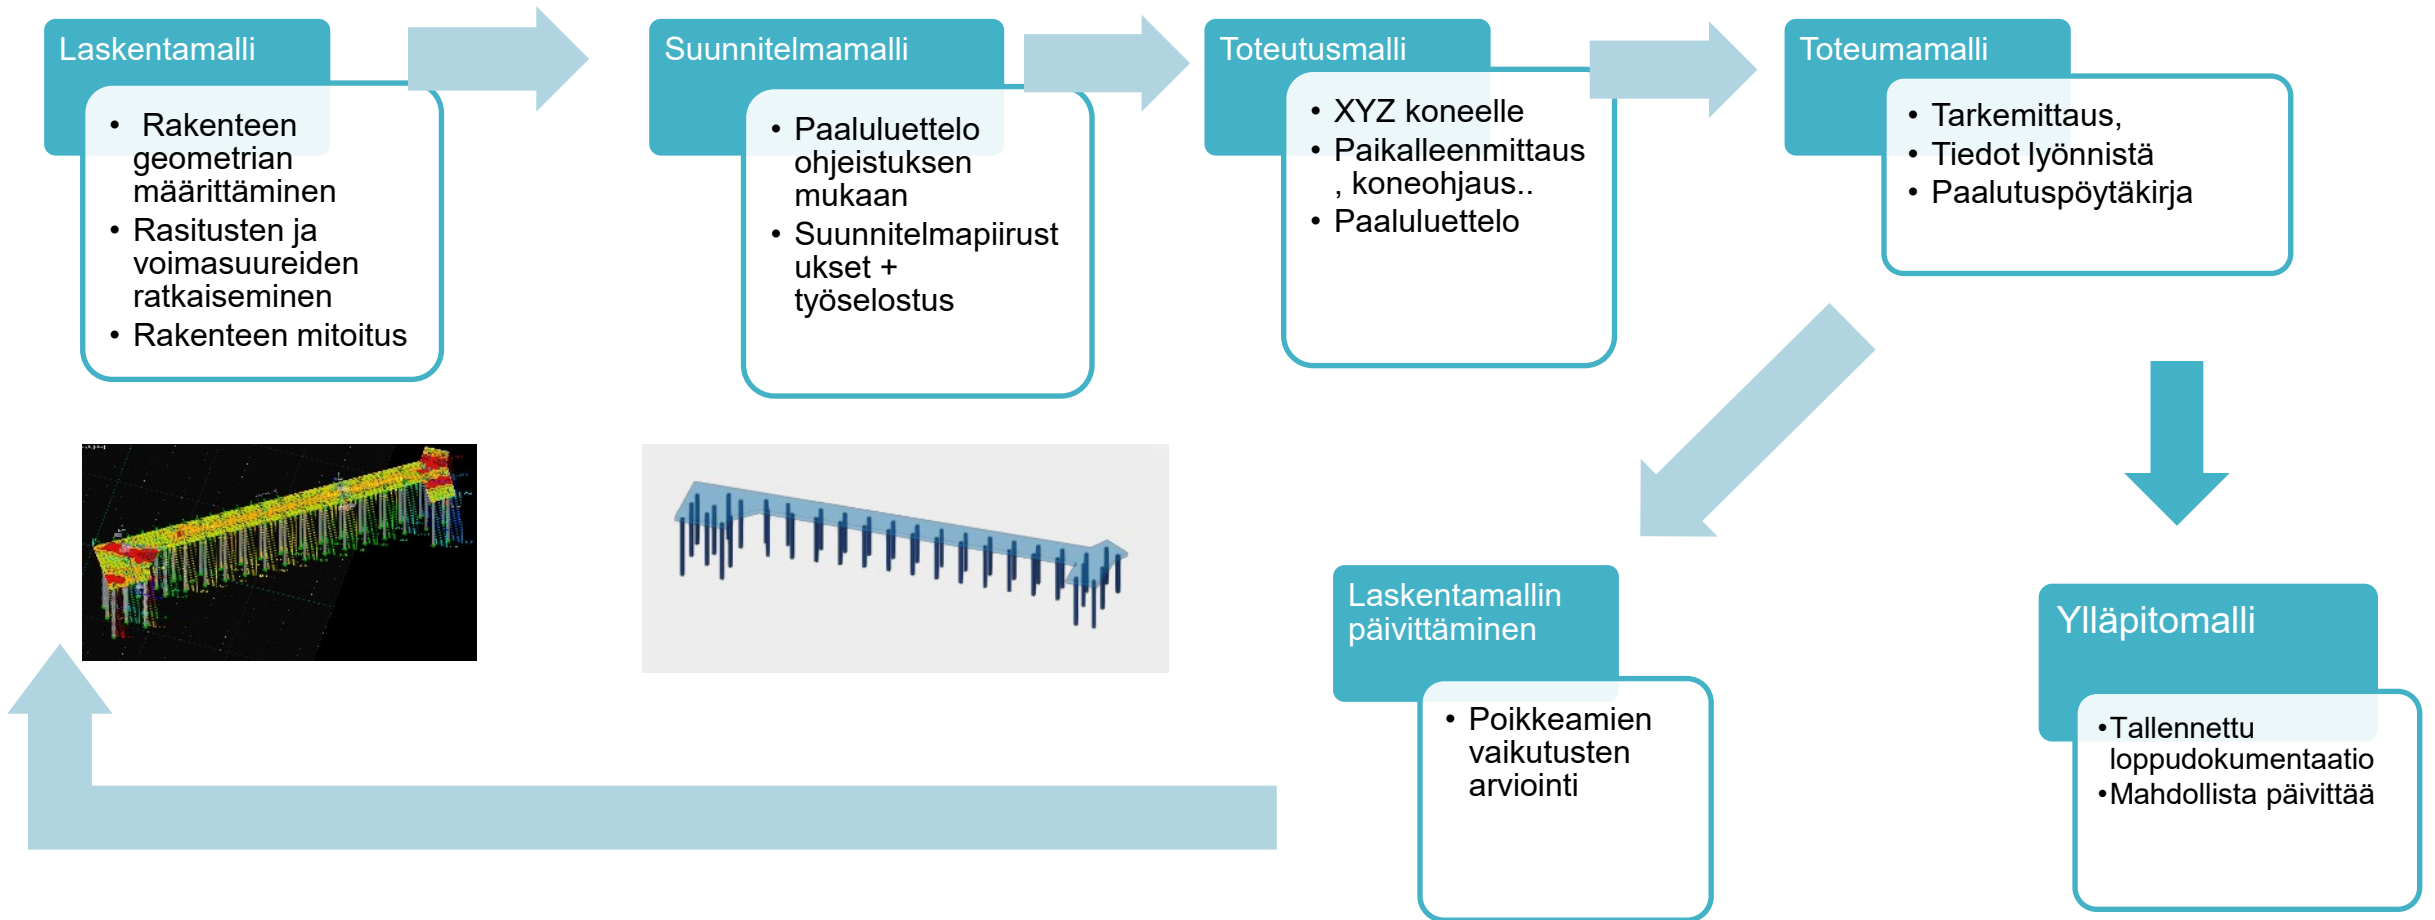 Laskentamalli
• Rakenteen
geometrian
määrittäminen
• Rasitusten ja
voimasuureiden
ratkaiseminen
• Rakenteen mitoitus
Suunnitelmamalli
• Paaluluettelo
ohjeistuksen
mukaan
• Suunnitelmapiirust
ukset +
työselostus
Toteutusmalli
• XYZ koneelle
• Paikalleenmittaus
, koneohjaus..
• Paaluluettelo
Toteumamalli
• Tarkemittaus,
• Tiedot lyönnistä
• Paalutuspöytäkirja
Laskentamallin
päivittäminen
• Poikkeamien
vaikutusten
arviointi
Ylläpitomalli
•Tallennettu
loppudokumentaatio
•Mahdollista päivittää